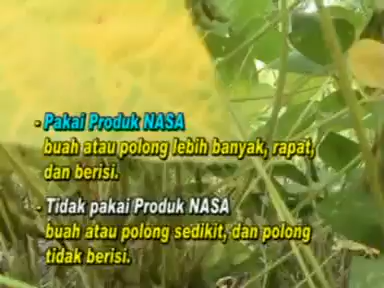 - Pakai Produk NASA
buah atau polong lebih banyak, rapat,
dan berisi.
- Tidak pakai Produk NASA
buah atau polong sedikit, dan polong
tidak berisi.